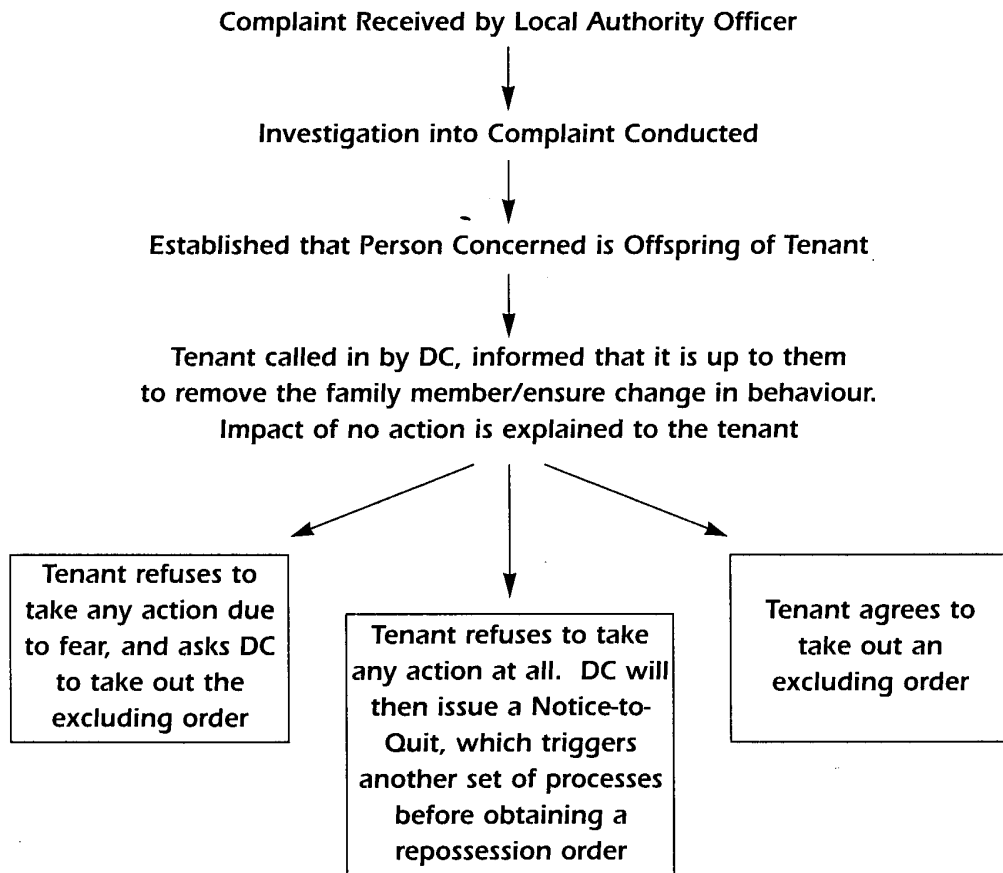 Complaint Received by Local Authority Officer
Investigation into Complaint Conducted
Established that Person Concerned is Offspring of Tenant
Tenant called in by DC, informed that it is up to them
to remove the family member/ensure change in behaviour.
Impact of no action is explained to the tenant
Tenant refuses to
take any action due
to fear, and asks DC
to take out the
excluding order
Tenant refuses to take
any action at all. DC will
then issue a Notice-to-
Quit, which triggers
another set of processes
before obtaining a
repossession order
Tenant agrees to
take out an
excluding order